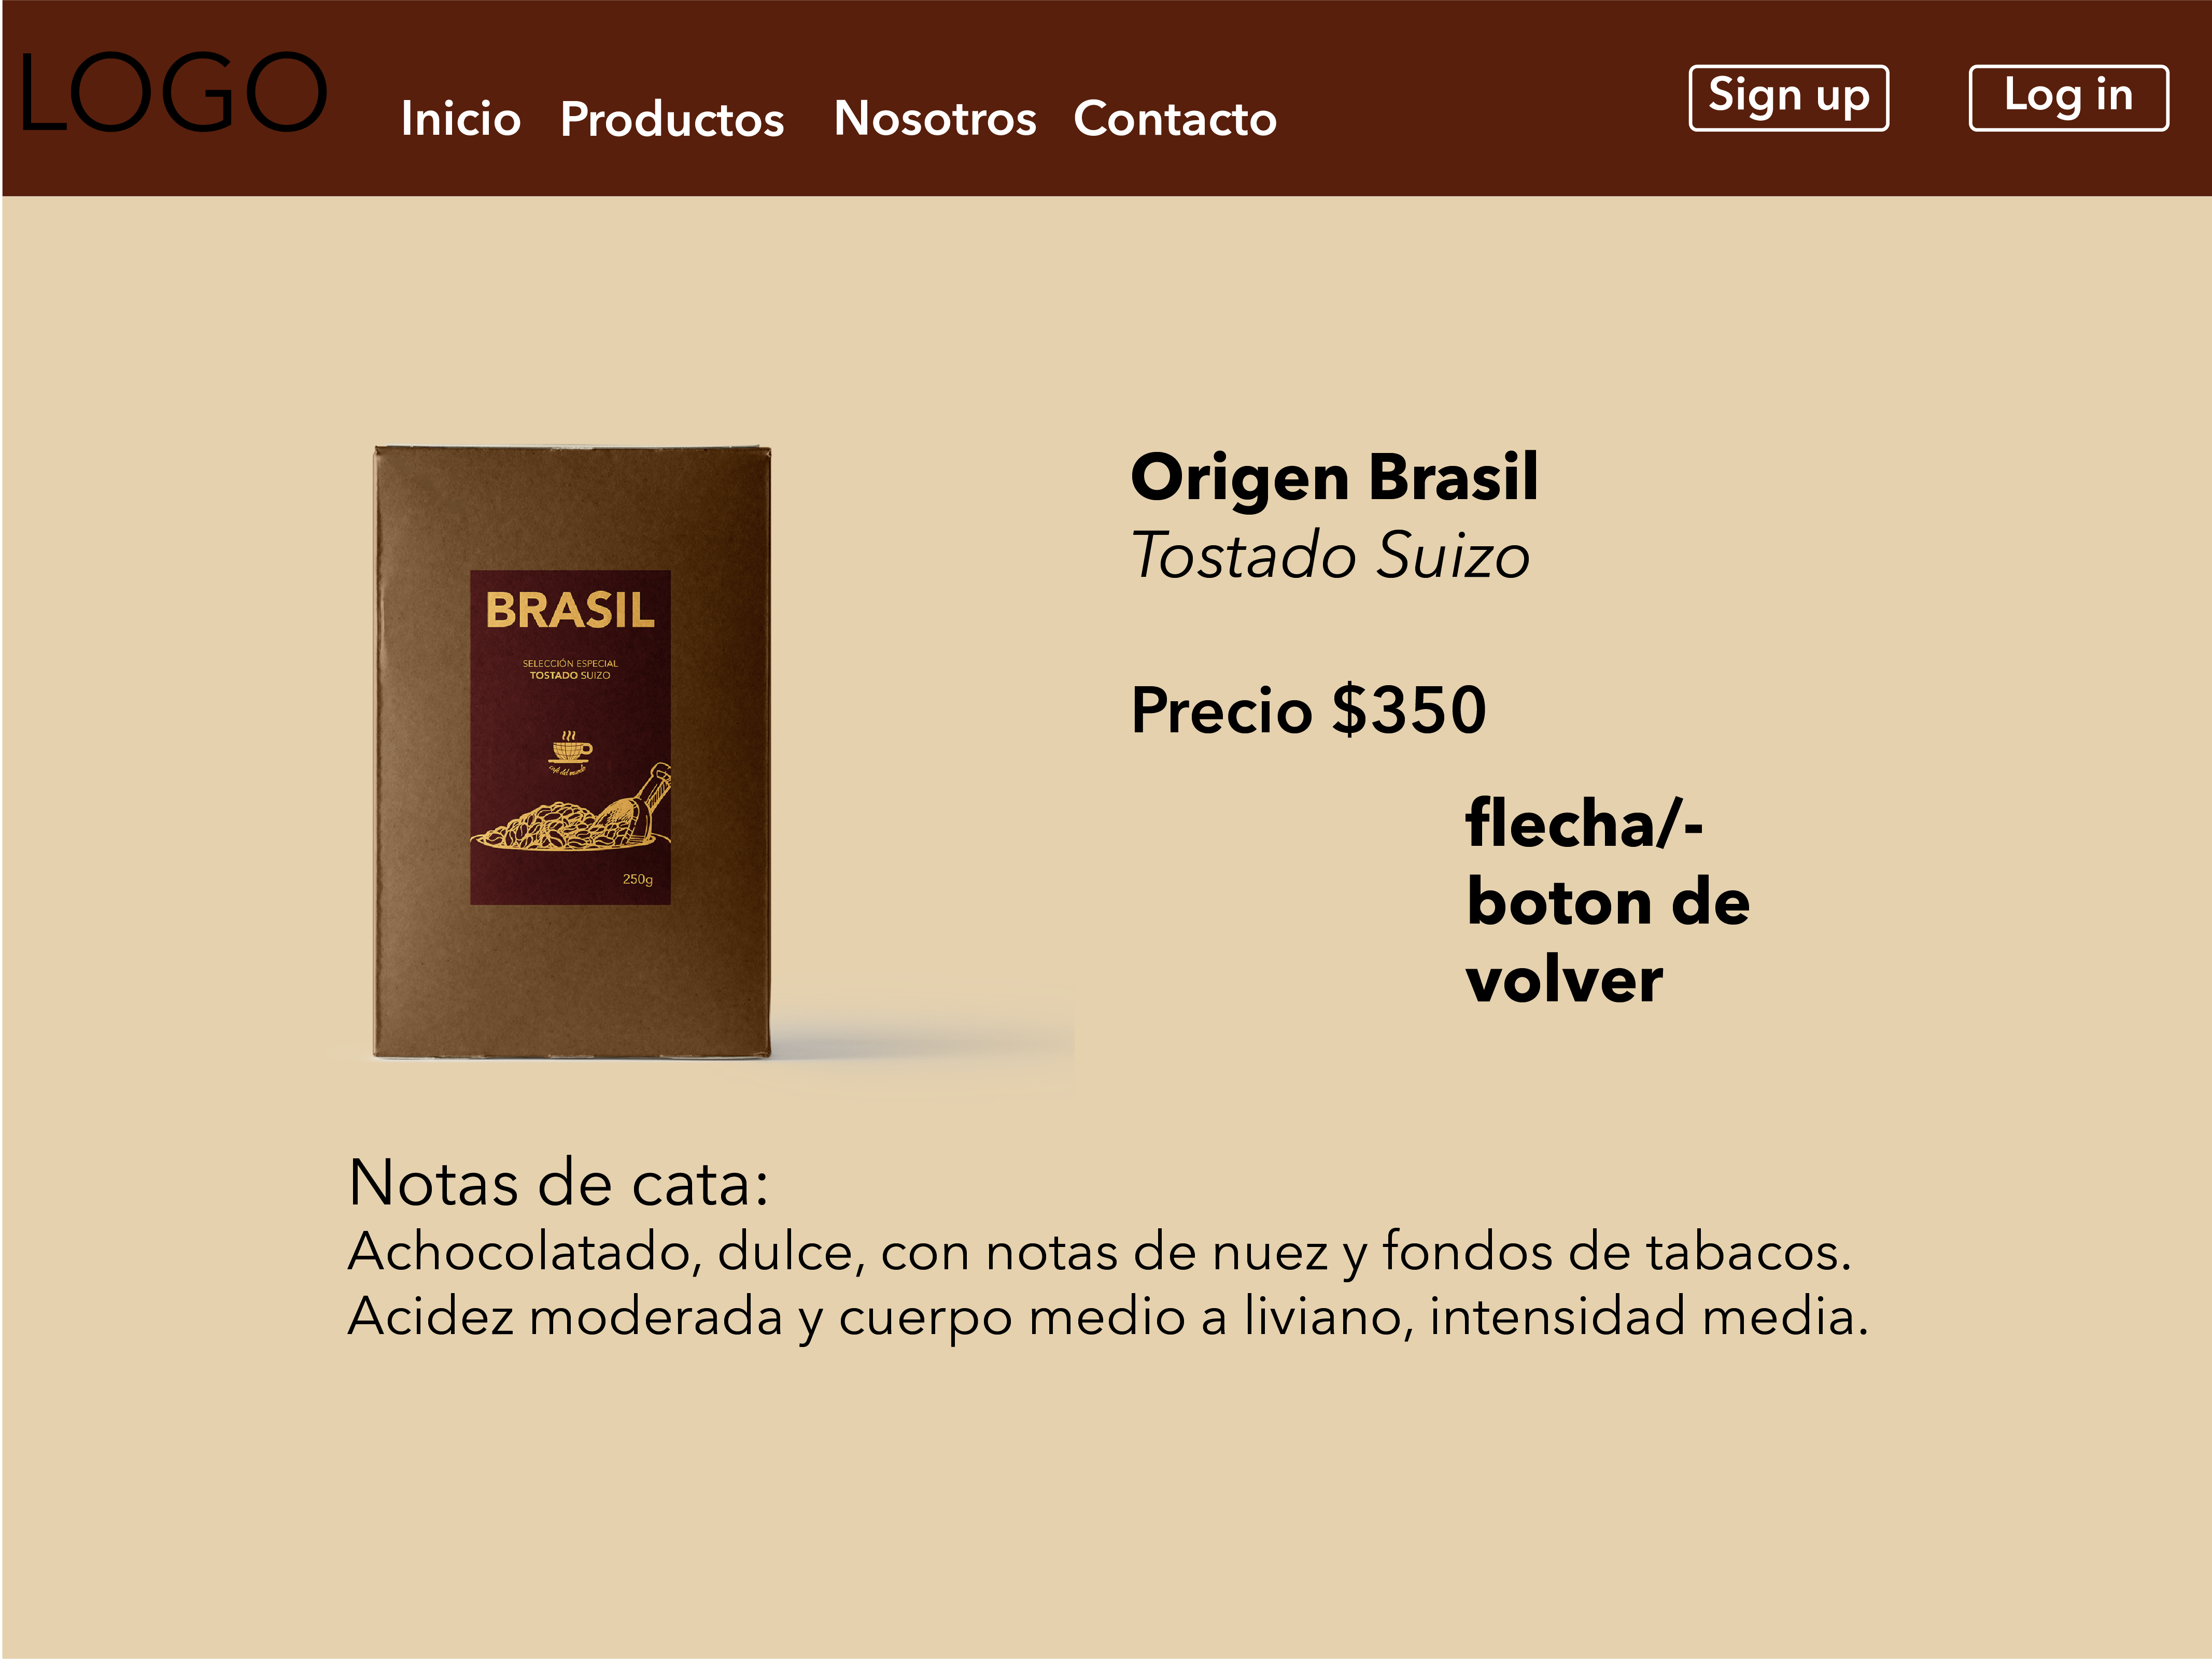 LOGO
Inicio Productos Nosotros Contacto
Sign up
Log in
BRASIL
SELECCIÓN ESPECIAL
TOSTADO SUIZO
café del mundo
250g
Origen Brasil
Tostado Suizo
Precio $350
flecha/-
boton de
volver
Notas de cata:
Achocolatado, dulce, con notas de nuez y fondos de tabacos.
Acidez moderada y cuerpo medio a liviano, intensidad media.